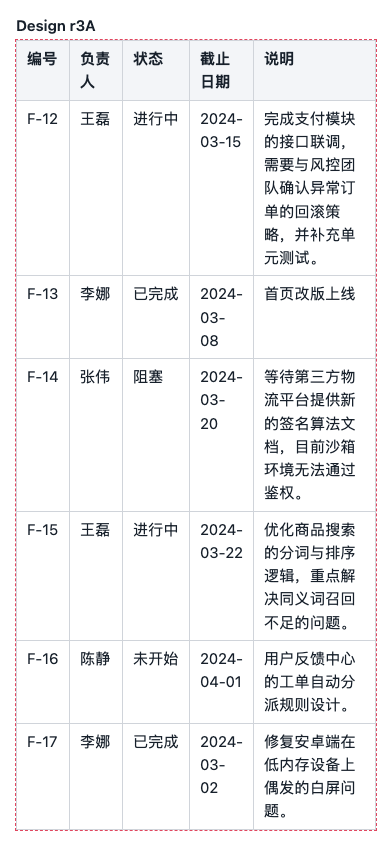 Design r3A
编号 负责 状态 截止 说明
人 日期
F-12 王磊 进行中 2024- 完成支付模块
03-15 的接口联调，
需要与风控团
队确认异常订
单的回滚策
略，并补充单
元测试。
F-13 李娜 已完成 2024- 首页改版上线
03-
08
F-14 张伟 阻塞 2024- 等待第三方物
03- 流平台提供新
20 的签名算法文
档，目前沙箱
环境无法通过
鉴权。
F-15 王磊 进行中 2024- 优化商品搜索
03-22 的分词与排序
逻辑，重点解
决同义词召回
不足的问题。
F-16 陈静 未开始 2024- 用户反馈中心
04-01 的工单自动分
派规则设计。
F-17 李娜 已完成 2024- 修复安卓端在
03- 低内存设备上
02 偶发的白屏问
题。